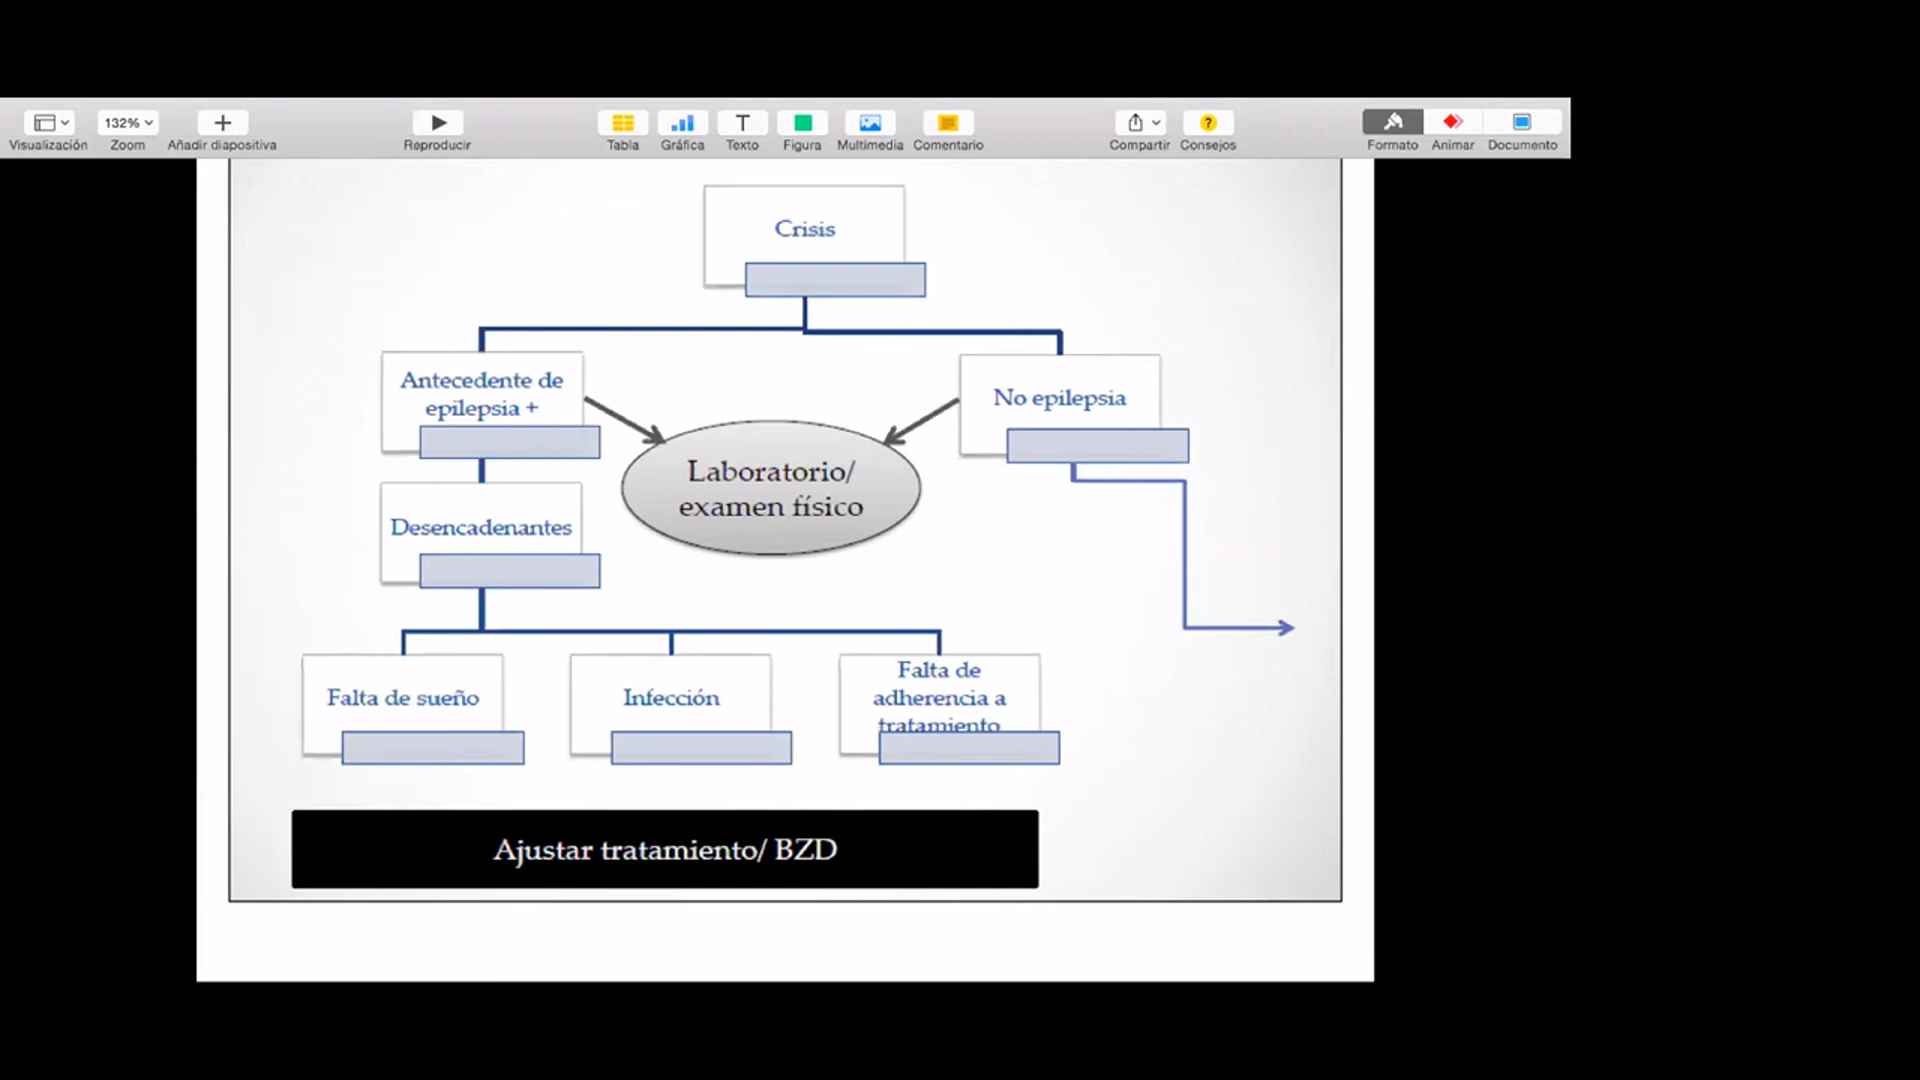 132%
Visualización
Zoom
Añadir diapositiva
Reproducir
T
Tabla
Gráfica
Texto
Figura
Multimedia
Comentario
?
Compartir
Consejos
Formato
Animar
Documento
Crisis
Antecedente de
epilepsia +
No epilepsia
Laboratorio/
examen físico
Desencadenantes
Falta de sueño
Infección
Falta de
adherencia a
tratamiento
Ajustar tratamiento/ BZD